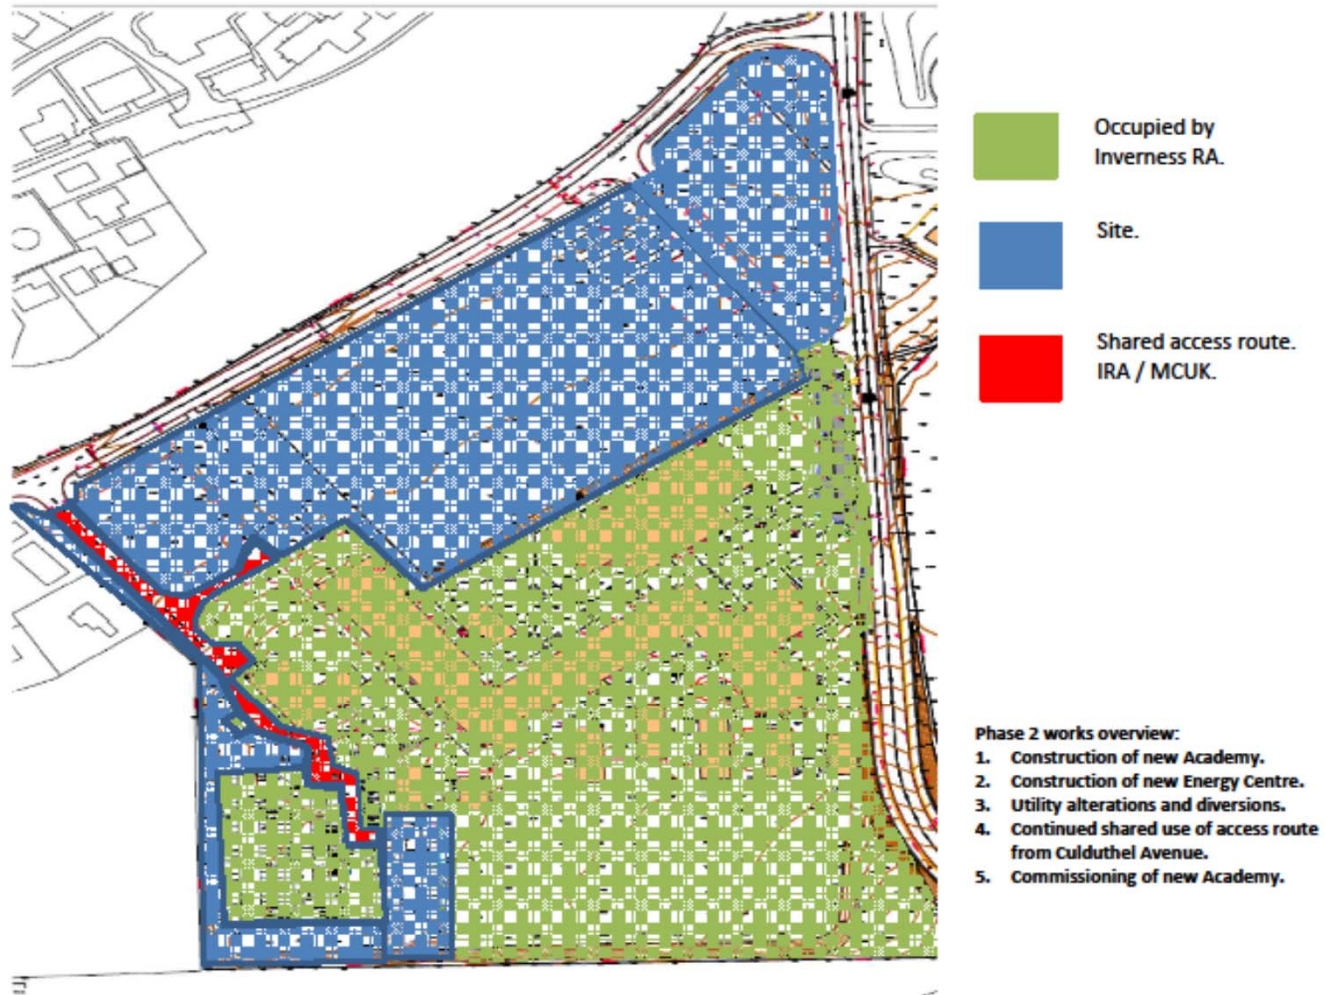 Occupied by
Inverness RA.
Site.
Shared access route.
IRA / MCUK.
Phase 2 works overview:
1. Construction of new Academy.
2. Construction of new Energy Centre.
3. Utility alterations and diversions.
4. Continued shared use of access route
from Culduthel Avenue.
5. Commissioning of new Academy.